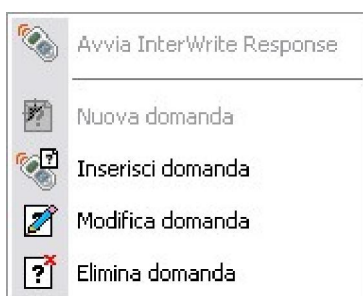 Avvia InterWrite Response
Nuova domanda
Inserisci domanda
Modifica domanda
Elimina domanda